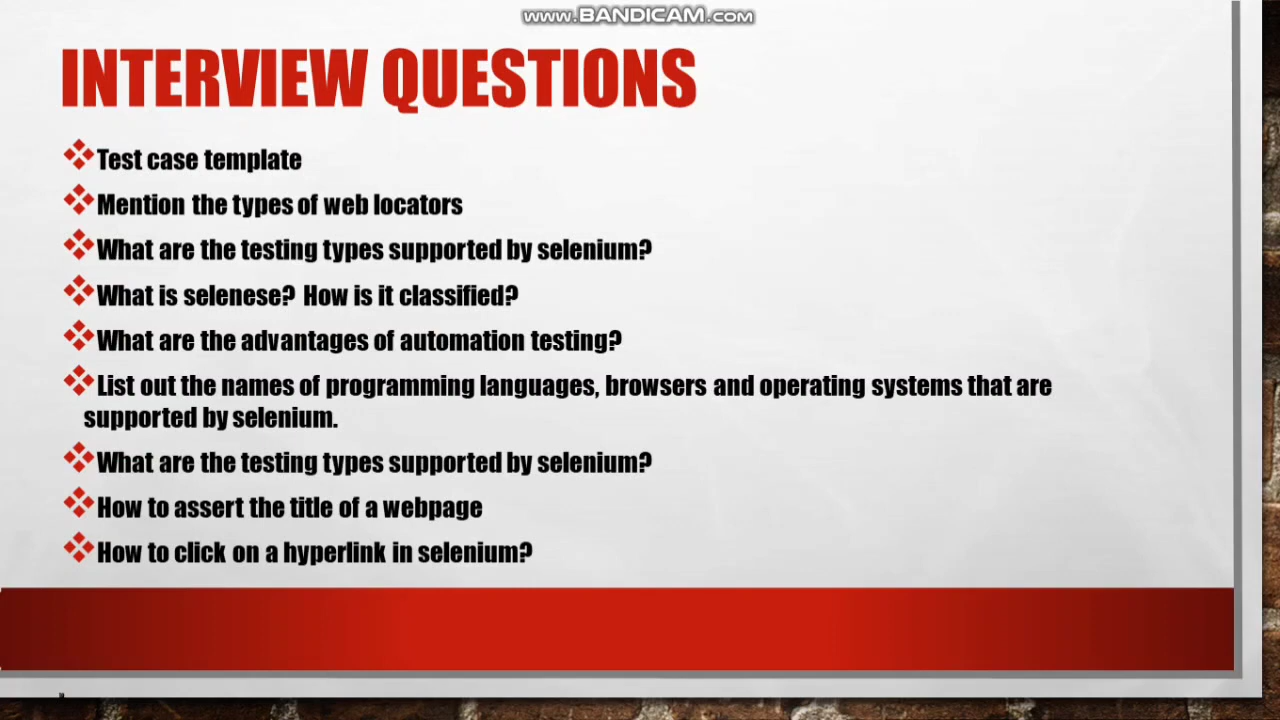 www.BANDICAM.com
INTERVIEW QUESTIONS
Test case template
Mention the types of web locators
What are the testing types supported by selenium?
What is selenese? How is it classified?
What are the advantages of automation testing?
List out the names of programming languages, browsers and operating systems that are
supported by selenium.
What are the testing types supported by selenium?
How to assert the title of a webpage
How to click on a hyperlink in selenium?